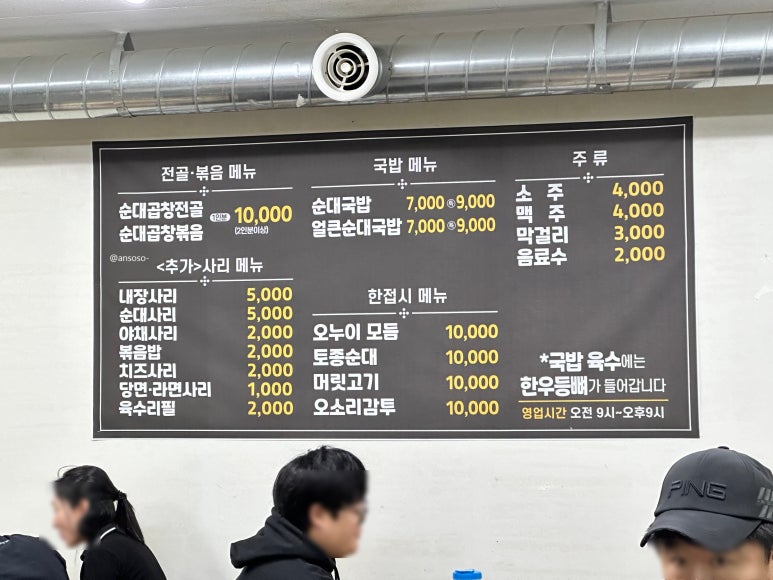 전골·볶음 메뉴
순대곱창전골
순대곱창볶음
1인분 10,000
(2인분이상)
@ansoso-
<추가>사리 메뉴
내장사리 5,000
순대사리 5,000
야채사리 2,000
볶음밥 2,000
치즈사리 2,000
당면·라면사리 1,000
육수리필 2,000
국밥 메뉴
순대국밥 7,000 특 9,000
얼큰순대국밥 7,000 특 9,000
한접시 메뉴
오누이 모듬 10,000
토종순대 10,000
머릿고기 10,000
오소리감투 10,000
주 류
소 주 4,000
맥 주 4,000
막걸리 3,000
음료수 2,000
*국밥 육수에는
한우등뼈가 들어갑니다
영업시간 오전 9시~오후9시
PING